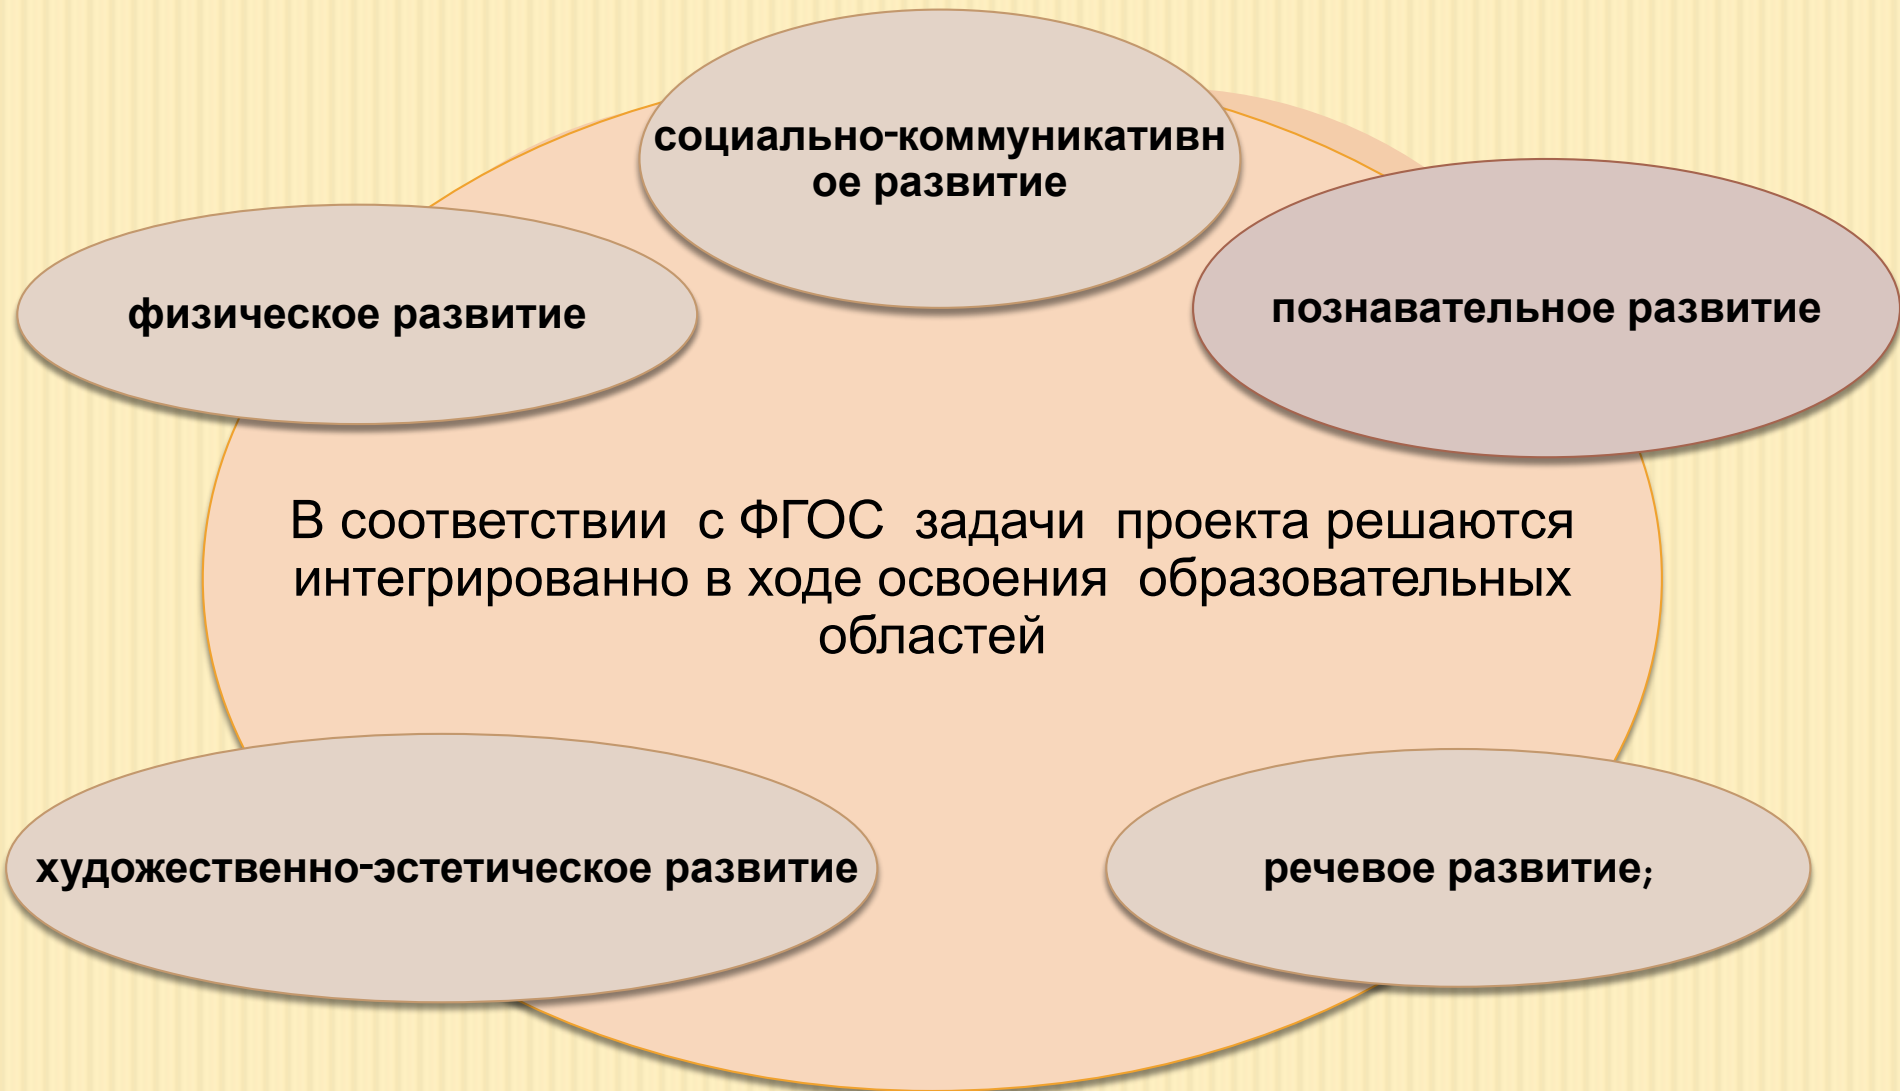 социально-коммуникативн
ое развитие
физическое развитие
познавательное развитие
В соответствии с ФГОС задачи проекта решаются
интегрированно в ходе освоения образовательных
областей
художественно-эстетическое развитие
речевое развитие;